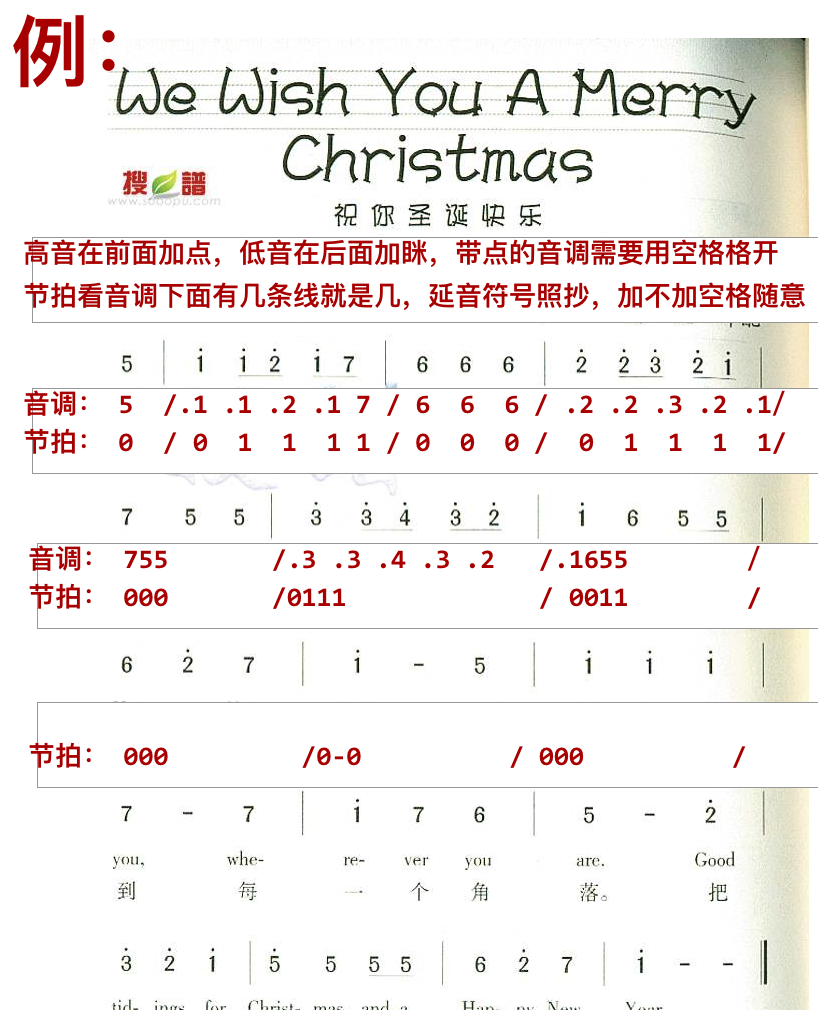 例：
We Wish You A Merry
Christmas
搜 譜
www.sooopu.com
祝你圣诞快乐
高音在前面加点，低音在后面加眯，带点的音调需要用空格格开
节拍看音调下面有几条线就是几，延音符号照抄，加不加空格随意
5 | i̇ i̇ 2̇ i̇ 7 | 6 6 6 | 2̇ 2̇ 3̇ 2̇ i̇ |
音调： 5 /.1 .1 .2 .1 7 / 6 6 6 / .2 .2 .3 .2 .1/
节拍： 0 / 0 1 1 1 1 / 0 0 0 / 0 1 1 1 1/
7 5 5 | 3̇ 3̇ 4̇ 3̇ 2̇ | i̇ 6 5 5 |
音调： 755 /.3 .3 .4 .3 .2 /.1655 /
节拍： 000 /0111 / 0011 /
6 2̇ 7 | i̇ - 5 | i̇ i̇ i̇ |
节拍： 000 /0-0 / 000 /
7 - 7 | i̇ 7 6 | 5 - 2̇ |
you, whe- re- ver you are. Good
到 每 一 个 角 落。 把
3̇ 2̇ i̇ | 5̇ 5 5 5 | 6 2̇ 7 | i̇ - - ‖
tid- ings for Christ- mas and a Hap- py New Year